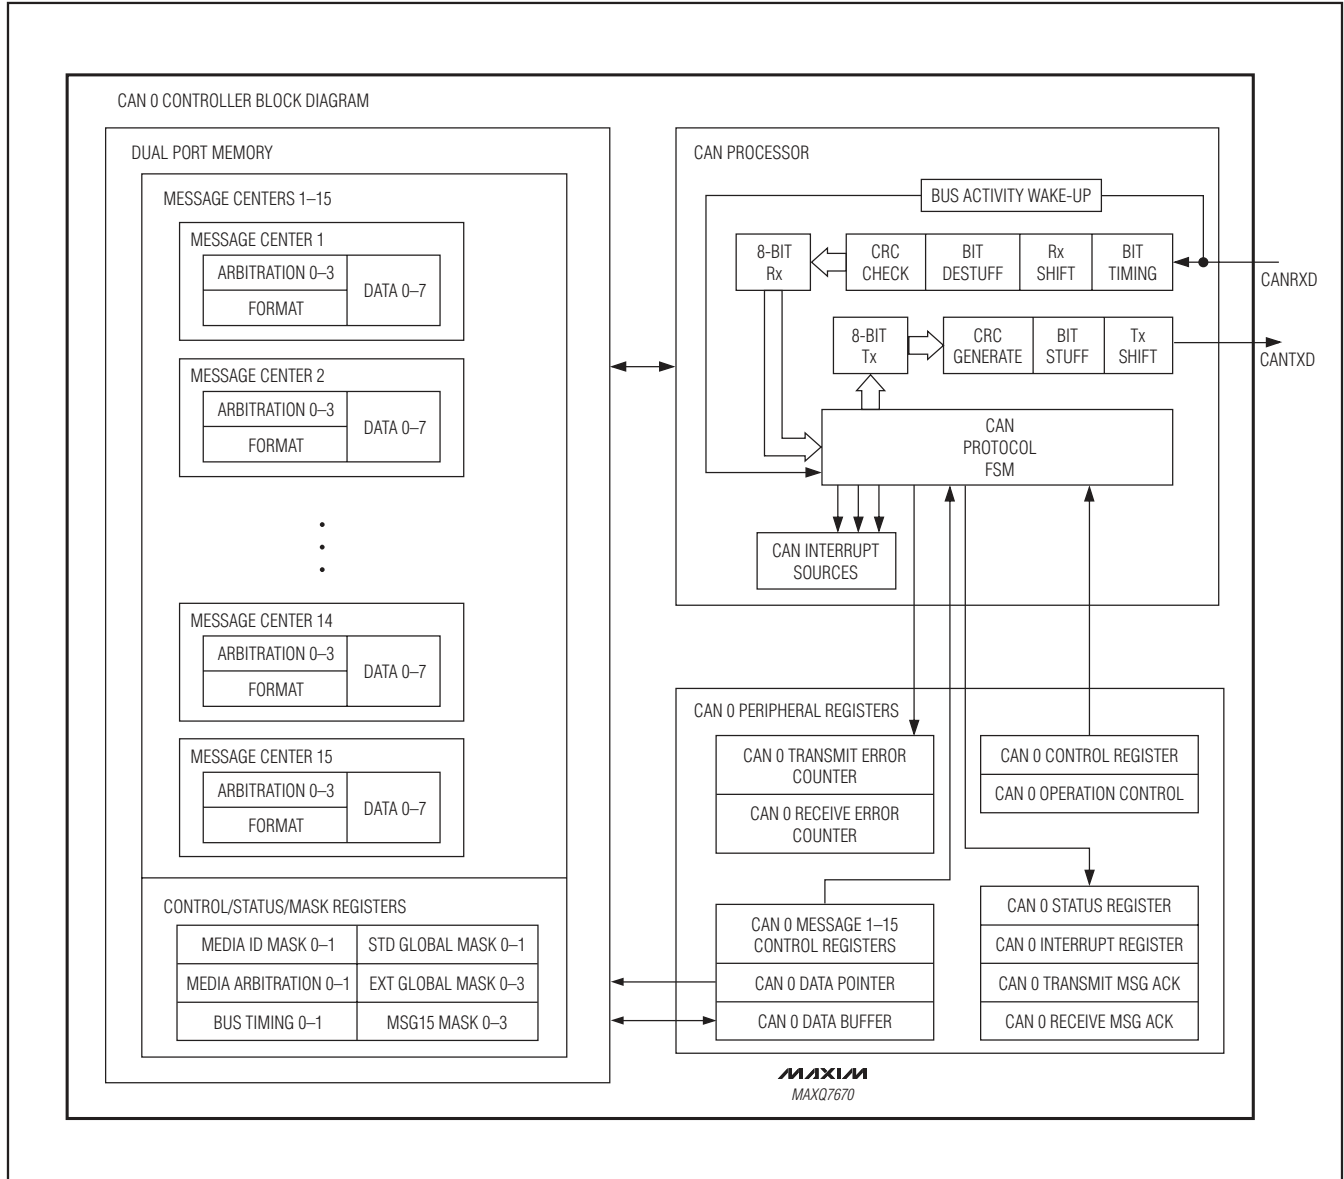 CAN 0 CONTROLLER BLOCK DIAGRAM
DUAL PORT MEMORY
MESSAGE CENTERS 1–15
MESSAGE CENTER 1
ARBITRATION 0–3
FORMAT
DATA 0–7
MESSAGE CENTER 2
ARBITRATION 0–3
FORMAT
DATA 0–7
MESSAGE CENTER 14
ARBITRATION 0–3
FORMAT
DATA 0–7
MESSAGE CENTER 15
ARBITRATION 0–3
FORMAT
DATA 0–7
CONTROL/STATUS/MASK REGISTERS
MEDIA ID MASK 0–1
STD GLOBAL MASK 0–1
MEDIA ARBITRATION 0–1
EXT GLOBAL MASK 0–3
BUS TIMING 0–1
MSG15 MASK 0–3
CAN PROCESSOR
BUS ACTIVITY WAKE-UP
8-BIT
Rx
CRC
CHECK
BIT
DESTUFF
Rx
SHIFT
BIT
TIMING
CANRXD
8-BIT
Tx
CRC
GENERATE
BIT
STUFF
Tx
SHIFT
CANTXD
CAN
PROTOCOL
FSM
CAN INTERRUPT
SOURCES
CAN 0 PERIPHERAL REGISTERS
CAN 0 TRANSMIT ERROR
COUNTER
CAN 0 RECEIVE ERROR
COUNTER
CAN 0 CONTROL REGISTER
CAN 0 OPERATION CONTROL
CAN 0 MESSAGE 1–15
CONTROL REGISTERS
CAN 0 DATA POINTER
CAN 0 DATA BUFFER
CAN 0 STATUS REGISTER
CAN 0 INTERRUPT REGISTER
CAN 0 TRANSMIT MSG ACK
CAN 0 RECEIVE MSG ACK
MAXIM
MAXQ7670